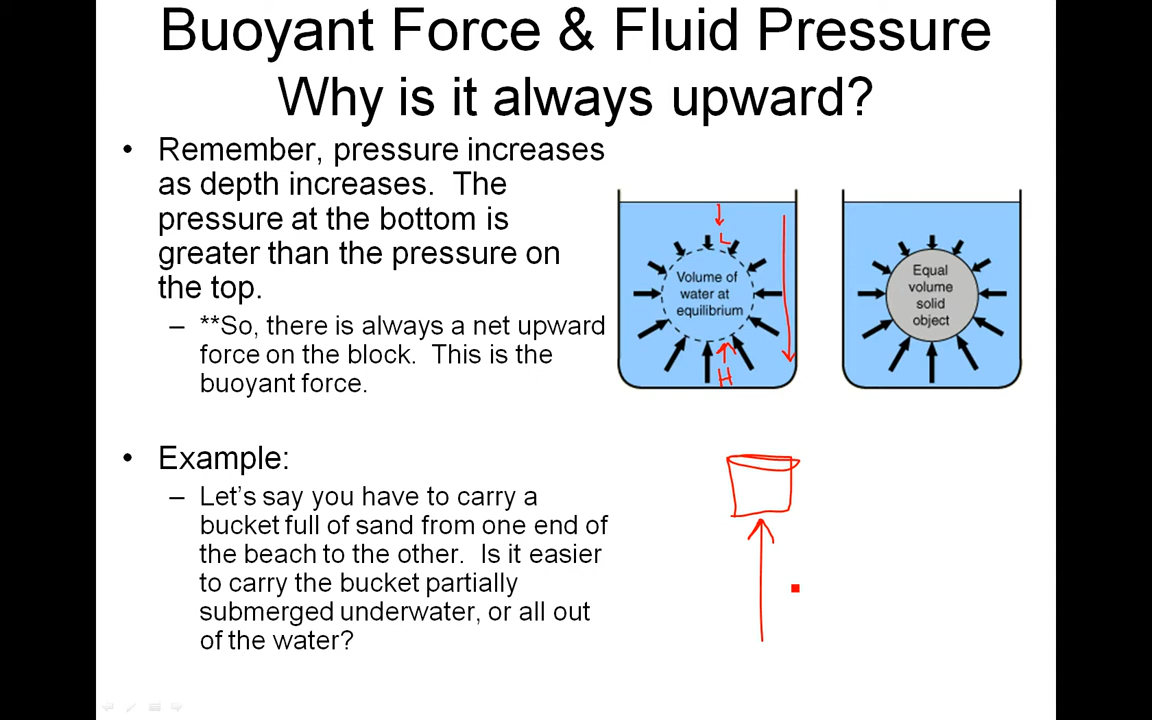 Buoyant Force & Fluid Pressure
Why is it always upward?
• Remember, pressure increases
as depth increases. The
pressure at the bottom is
greater than the pressure on
the top.
– **So, there is always a net upward
force on the block. This is the
buoyant force.
L
Volume of
water at
equilibrium
H
Equal
volume
solid
object
• Example:
– Let's say you have to carry a
bucket full of sand from one end of
the beach to the other. Is it easier
to carry the bucket partially
submerged underwater, or all out
of the water?